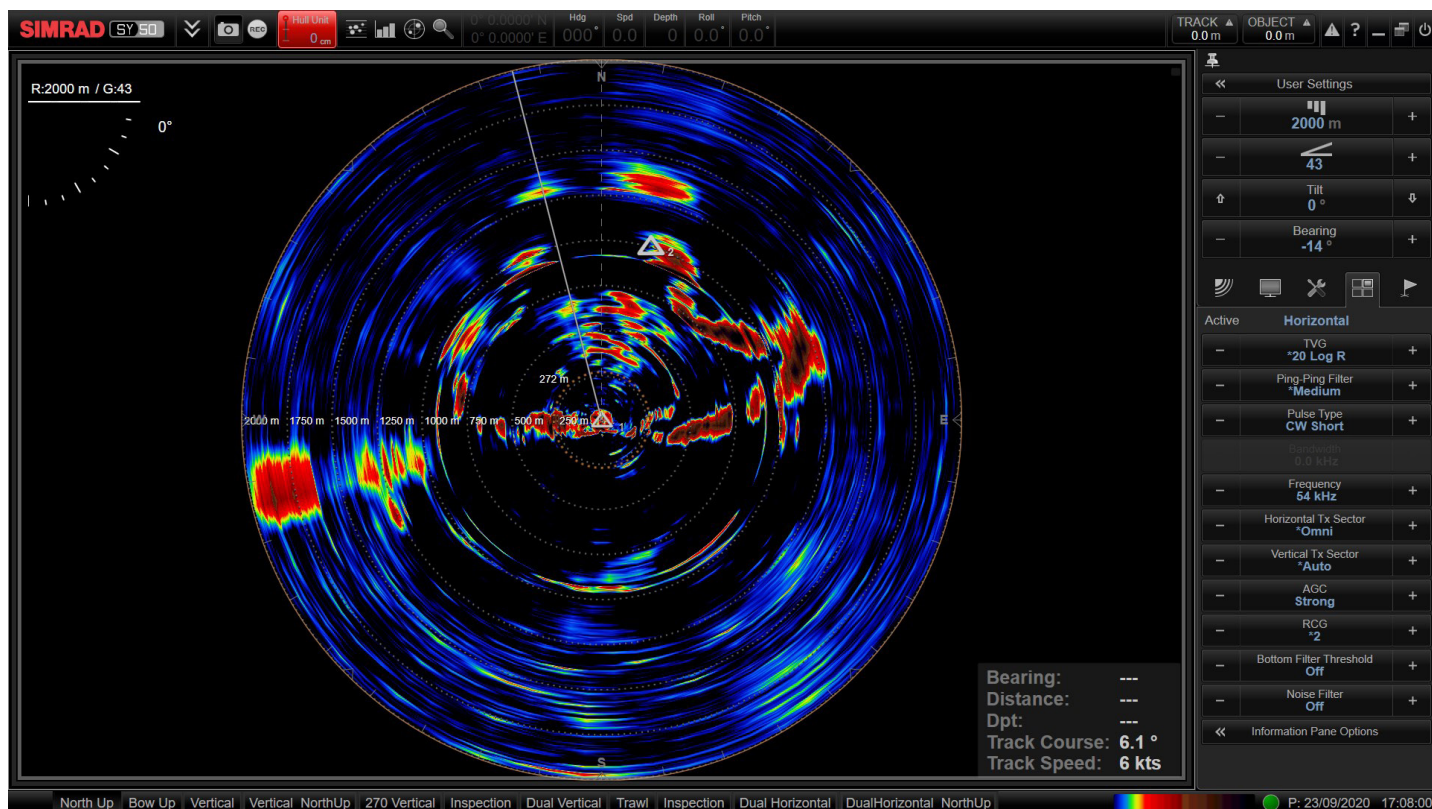 SIMRAD SY50
REC
Hull Unit
0 cm
0° 0.0000' N
0° 0.0000' E
Hdg
000°
Spd
0.0
Depth
0
Roll
0.0°
Pitch
0.0°
TRACK
0.0 m
OBJECT
0.0 m
?
R:2000 m / G:43
0°
N
2
272 m
2000 m 1750 m 1500 m 1250 m 1000 m 750 m 500 m 250 m
1
E
S
Bearing: ---
Distance: ---
Dpt: ---
Track Course: 6.1 °
Track Speed: 6 kts
User Settings
2000 m
43
Tilt
0 °
Bearing
-14 °
Active Horizontal
TVG
*20 Log R
Ping-Ping Filter
*Medium
Pulse Type
CW Short
Bandwidth
0.0 kHz
Frequency
54 kHz
Horizontal Tx Sector
*Omni
Vertical Tx Sector
*Auto
AGC
Strong
RCG
*2
Bottom Filter Threshold
Off
Noise Filter
Off
Information Pane Options
North Up Bow Up Vertical Vertical_NorthUp 270 Vertical Inspection Dual Vertical Trawl Inspection Dual Horizontal DualHorizontal_NorthUp P: 23/09/2020 17:08:00